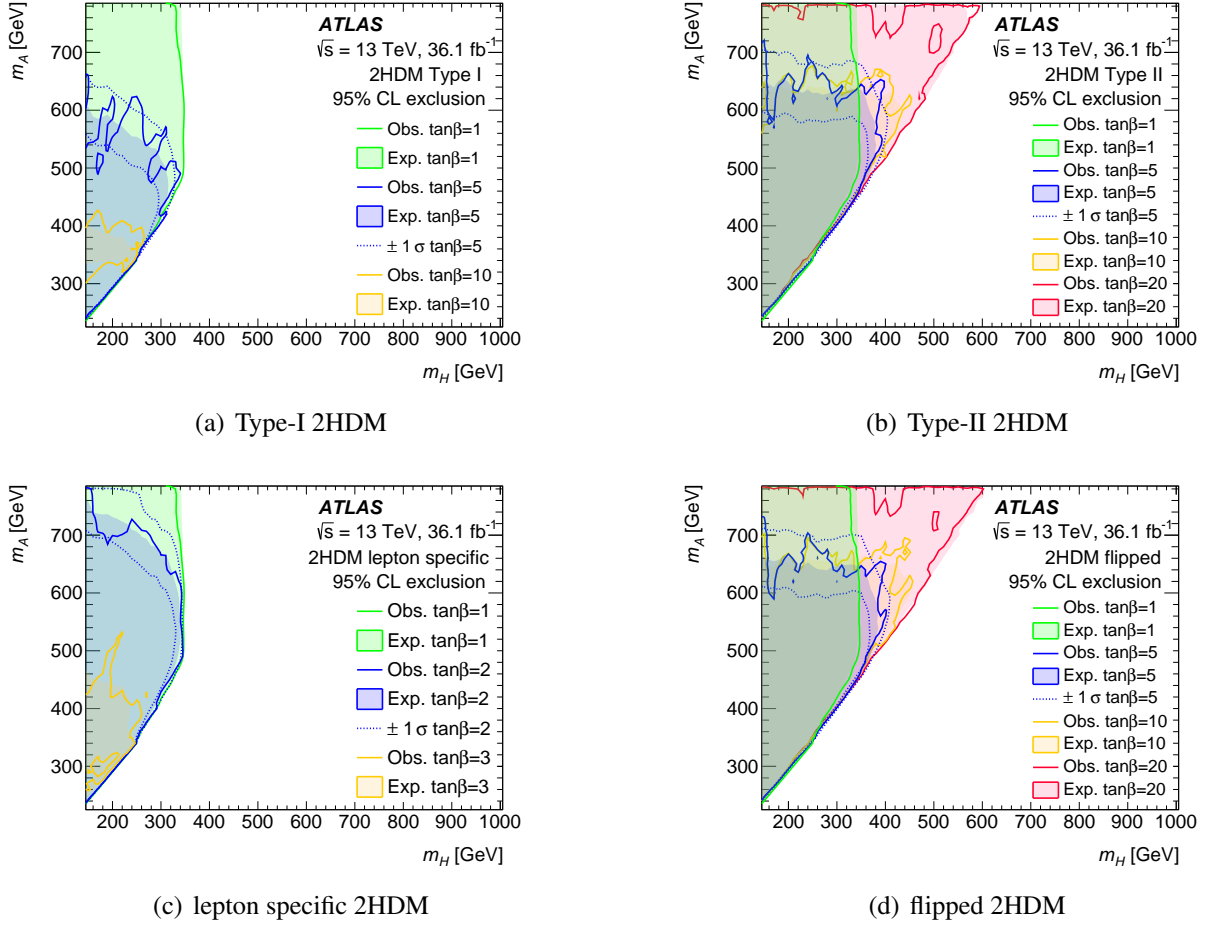 ATLAS
√s = 13 TeV, 36.1 fb⁻¹
2HDM Type I
95% CL exclusion
Obs. tanβ=1
Exp. tanβ=1
Obs. tanβ=5
Exp. tanβ=5
± 1 σ tanβ=5
Obs. tanβ=10
Exp. tanβ=10
m_A [GeV]
700
600
500
400
300
200 300 400 500 600 700 800 900 1000
m_H [GeV]
(a) Type-I 2HDM
ATLAS
√s = 13 TeV, 36.1 fb⁻¹
2HDM Type II
95% CL exclusion
Obs. tanβ=1
Exp. tanβ=1
Obs. tanβ=5
Exp. tanβ=5
± 1 σ tanβ=5
Obs. tanβ=10
Exp. tanβ=10
Obs. tanβ=20
Exp. tanβ=20
m_A [GeV]
700
600
500
400
300
200 300 400 500 600 700 800 900 1000
m_H [GeV]
(b) Type-II 2HDM
ATLAS
√s = 13 TeV, 36.1 fb⁻¹
2HDM lepton specific
95% CL exclusion
Obs. tanβ=1
Exp. tanβ=1
Obs. tanβ=2
Exp. tanβ=2
± 1 σ tanβ=2
Obs. tanβ=3
Exp. tanβ=3
m_A [GeV]
700
600
500
400
300
200 300 400 500 600 700 800 900 1000
m_H [GeV]
(c) lepton specific 2HDM
ATLAS
√s = 13 TeV, 36.1 fb⁻¹
2HDM flipped
95% CL exclusion
Obs. tanβ=1
Exp. tanβ=1
Obs. tanβ=5
Exp. tanβ=5
± 1 σ tanβ=5
Obs. tanβ=10
Exp. tanβ=10
Obs. tanβ=20
Exp. tanβ=20
m_A [GeV]
700
600
500
400
300
200 300 400 500 600 700 800 900 1000
m_H [GeV]
(d) flipped 2HDM